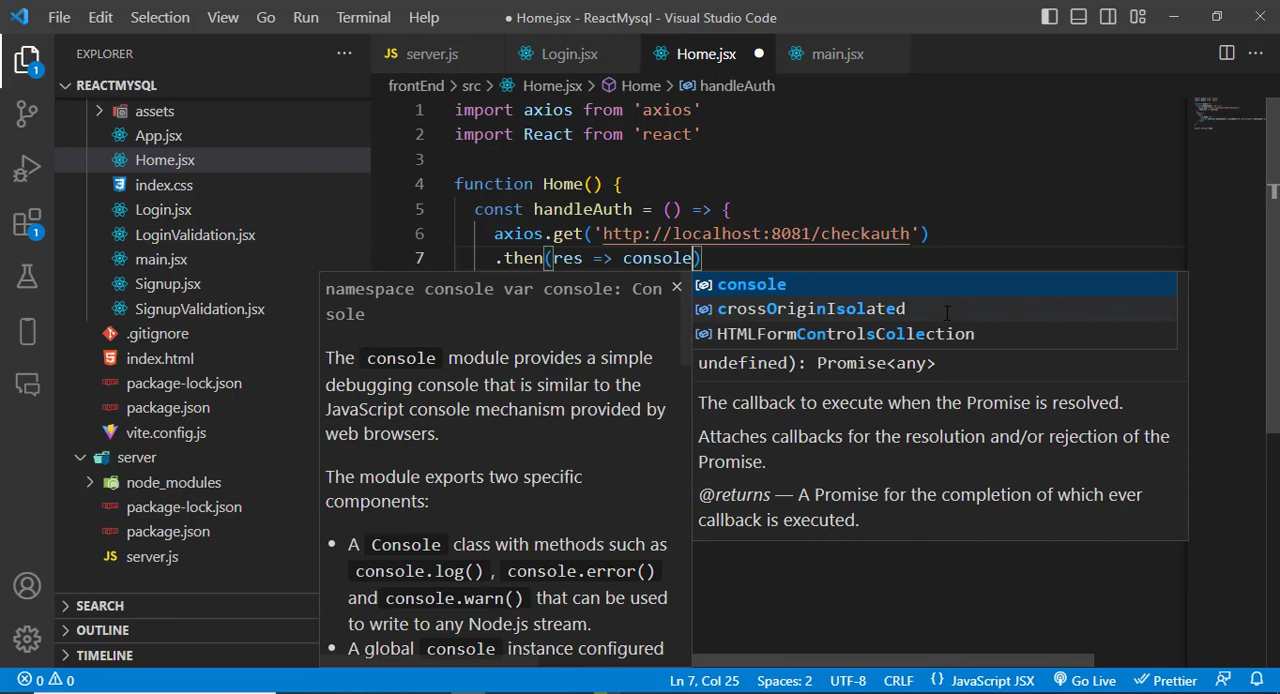 File Edit Selection View Go Run Terminal Help ● Home.jsx - ReactMysql - Visual Studio Code
EXPLORER
REACTMYSQL
assets
App.jsx
Home.jsx
index.css
Login.jsx
LoginValidation.jsx
main.jsx
Signup.jsx
SignupValidation.jsx
.gitignore
index.html
package-lock.json
package.json
vite.config.js
server
node_modules
package-lock.json
package.json
JS server.js
SEARCH
OUTLINE
TIMELINE
1
1
JS server.js Login.jsx Home.jsx ● main.jsx
frontEnd > src > Home.jsx > Home > handleAuth
1 import axios from 'axios'
2 import React from 'react'
3
4 function Home() {
5 const handleAuth = () => {
6 axios.get('http://localhost:8081/checkauth')
7 .then(res => console)
namespace console var console: Con
sole
The console module provides a simple
debugging console that is similar to the
JavaScript console mechanism provided by
web browsers.
The module exports two specific
components:
• A Console class with methods such as
console.log() , console.error()
and console.warn() that can be used
to write to any Node.js stream.
• A global console instance configured
console
crossOriginIsolated
HTMLFormControlsCollection
undefined): Promise<any>
The callback to execute when the Promise is resolved.
Attaches callbacks for the resolution and/or rejection of the
Promise.
@returns — A Promise for the completion of which ever
callback is executed.
0 0 Ln 7, Col 25 Spaces: 2 UTF-8 CRLF {} JavaScript JSX Go Live Prettier